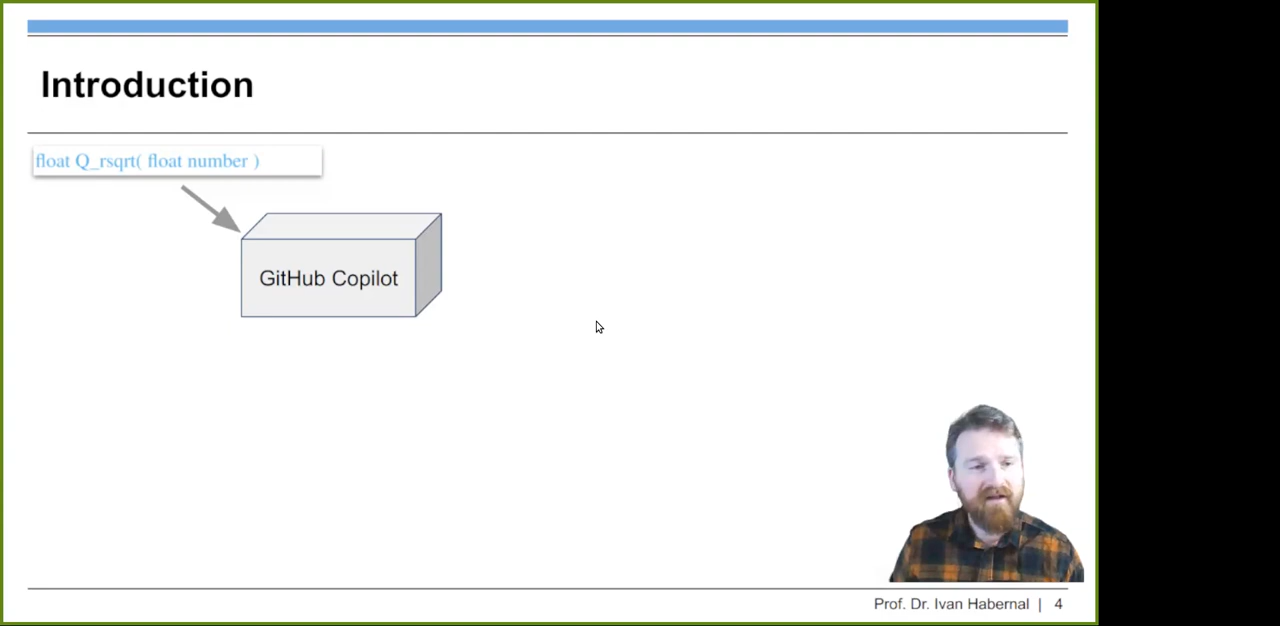 Introduction
float Q_rsqrt( float number )
GitHub Copilot
Prof. Dr. Ivan Habernal | 4